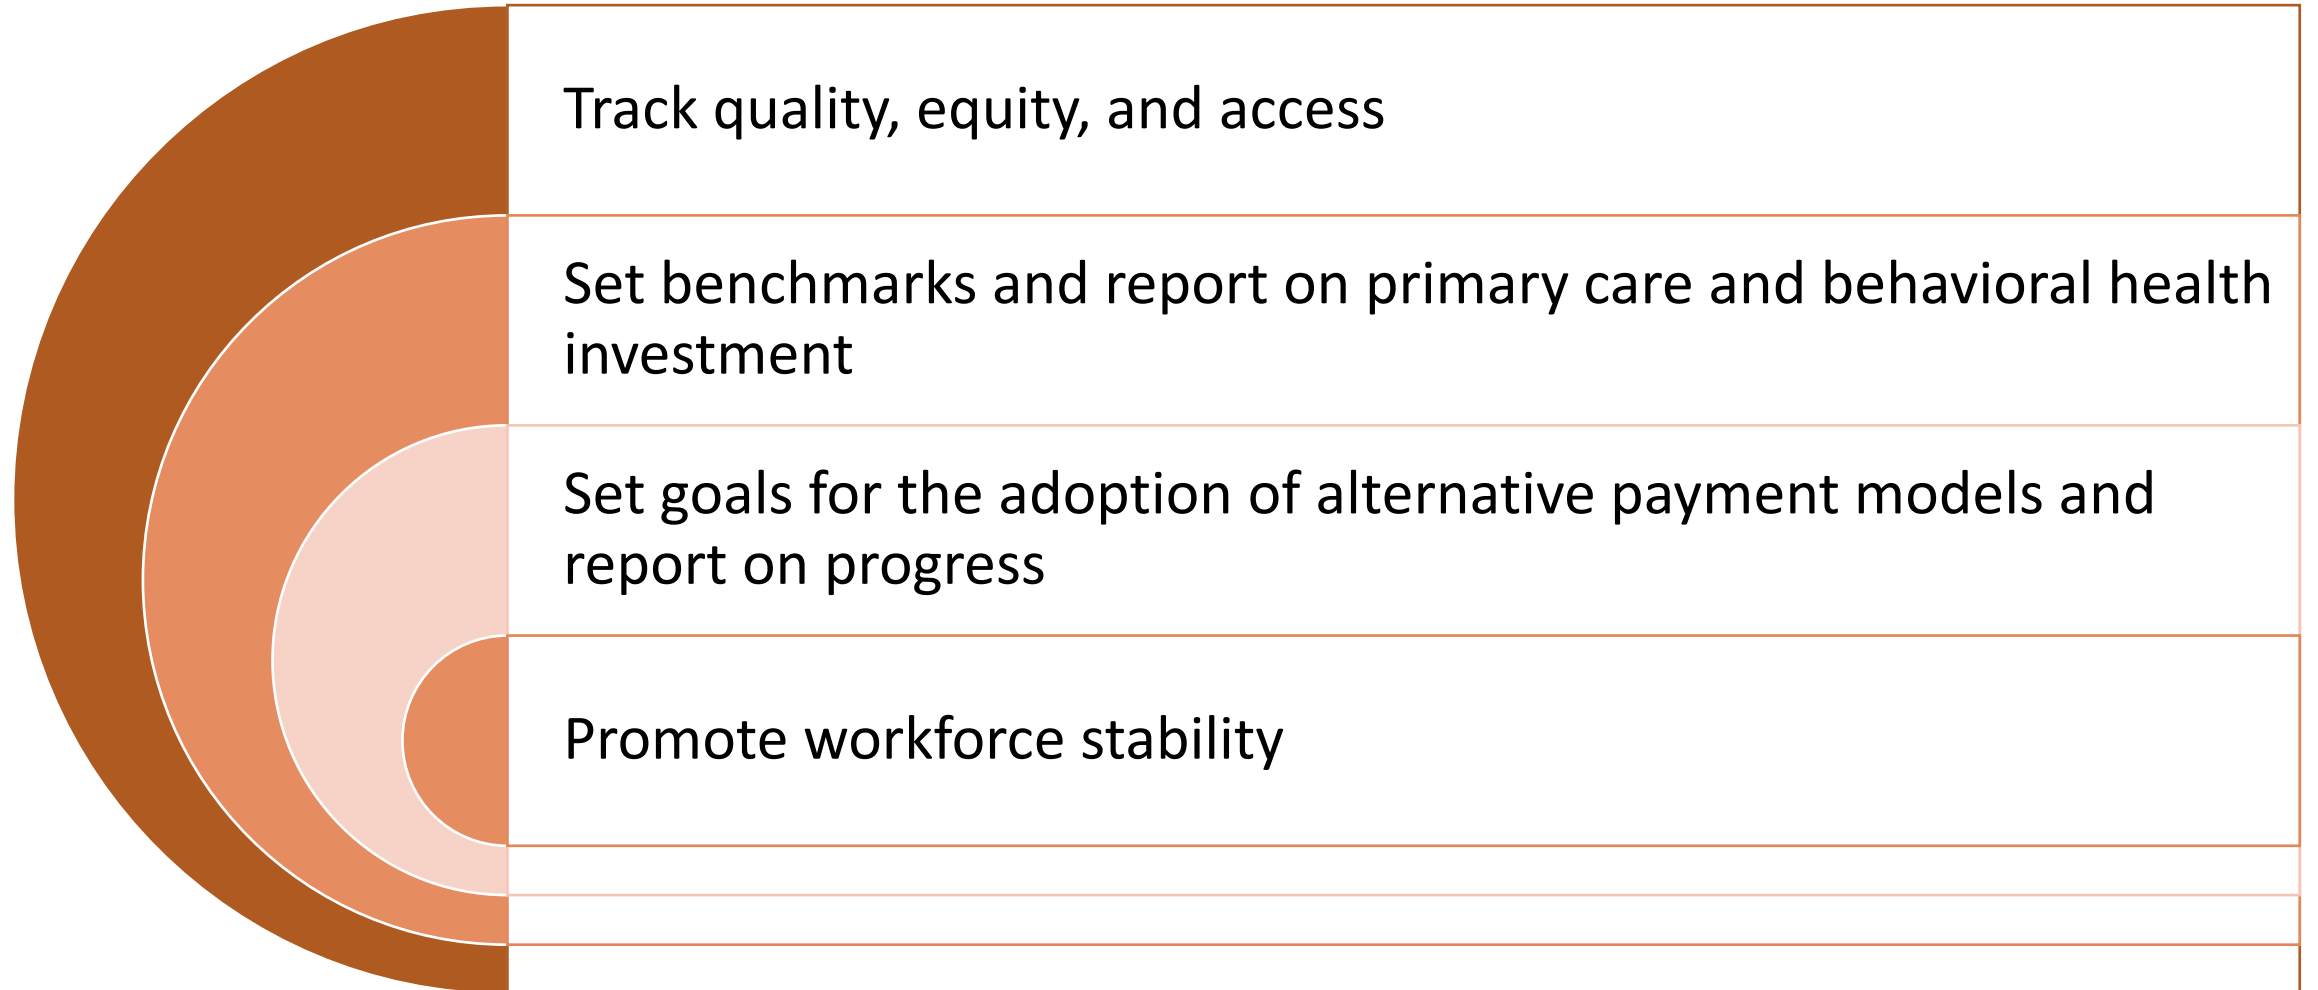 Track quality, equity, and access
Set benchmarks and report on primary care and behavioral health
investment
Set goals for the adoption of alternative payment models and
report on progress
Promote workforce stability